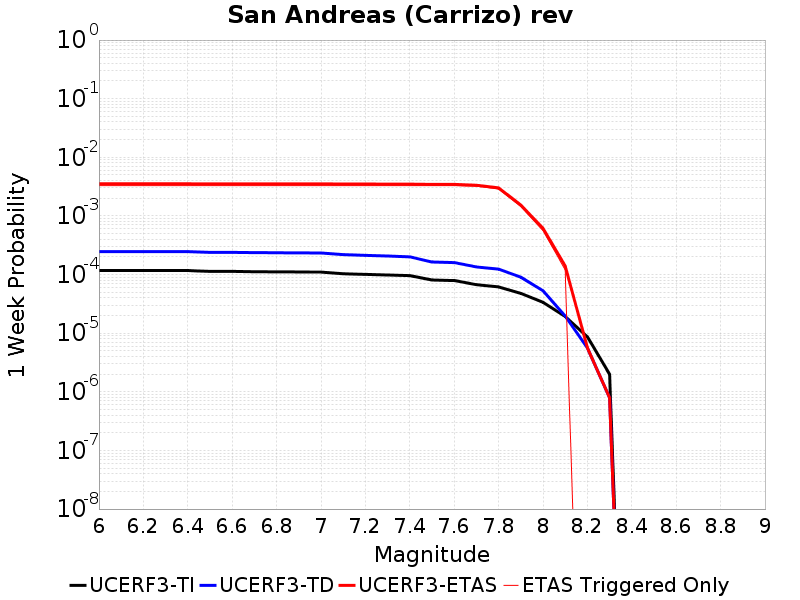 San Andreas (Carrizo) rev
10^0
10^-1
10^-2
10^-3
10^-4
10^-5
10^-6
10^-7
10^-8
1 Week Probability
6 6.2 6.4 6.6 6.8 7 7.2 7.4 7.6 7.8 8 8.2 8.4 8.6 8.8 9
Magnitude
UCERF3-TI UCERF3-TD UCERF3-ETAS ETAS Triggered Only